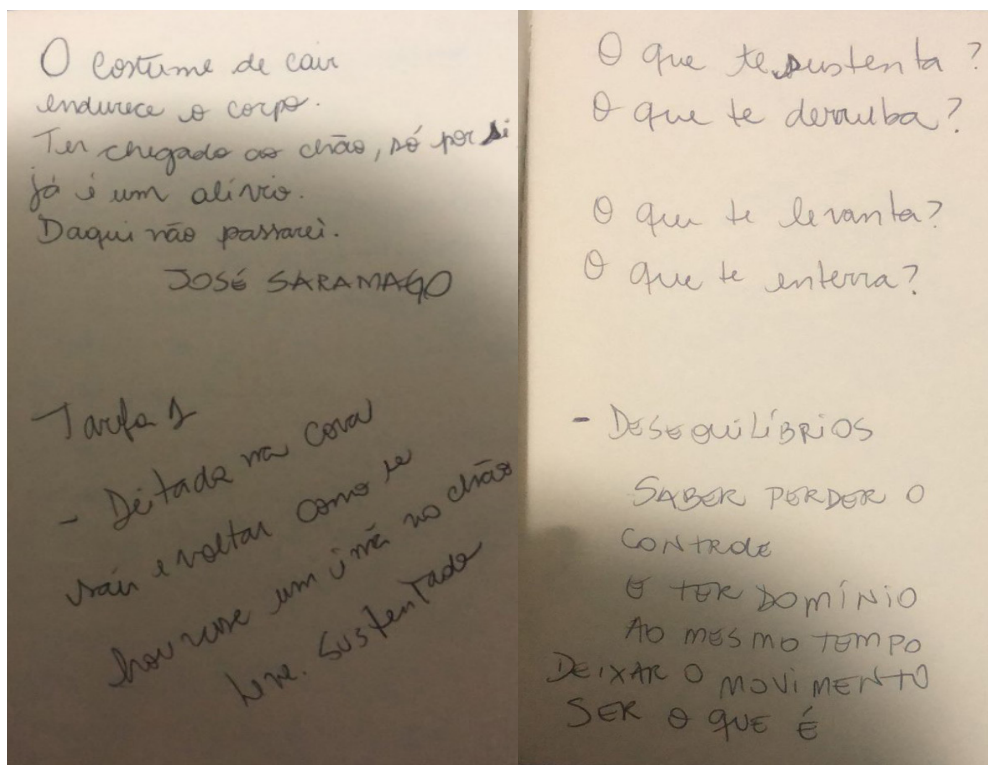 O costume de cair
endurece o corpo.
Ter chegado ao chão, só por si
já é um alívio.
Daqui não passarei.
JOSÉ SARAMAGO
Tarefa 1
- Deitada na cova
sair e voltar como se
houvesse um imã no chão
leve. sustentado
O que te sustenta?
O que te derruba?
O que te levanta?
O que te enterra?
- DESEQUILÍBRIOS
SABER PERDER O
CONTROLE
E TER DOMÍNIO
AO MESMO TEMPO
DEIXAR O MOVIMENTO
SER O QUE É